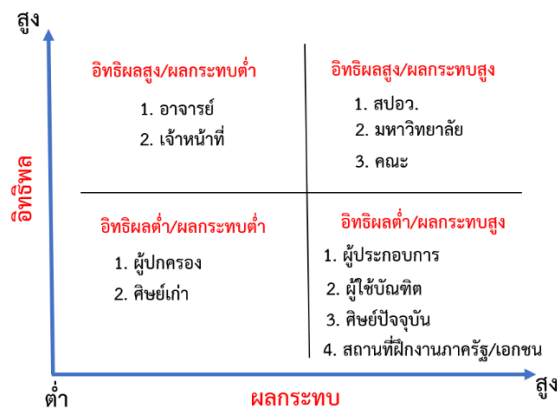 สูง
อิทธิผลสูง/ผลกระทบต่ำ
1. อาจารย์
2. เจ้าหน้าที่
อิทธิผลสูง/ผลกระทบสูง
1. สปอว.
2. มหาวิทยาลัย
3. คณะ
อิทธิพล
อิทธิผลต่ำ/ผลกระทบต่ำ
1. ผู้ปกครอง
2. ศิษย์เก่า
อิทธิผลต่ำ/ผลกระทบสูง
1. ผู้ประกอบการ
2. ผู้ใช้บัณฑิต
3. ศิษย์ปัจจุบัน
4. สถานที่ฝึกงานภาครัฐ/เอกชน
ต่ำ
ผลกระทบ
สูง